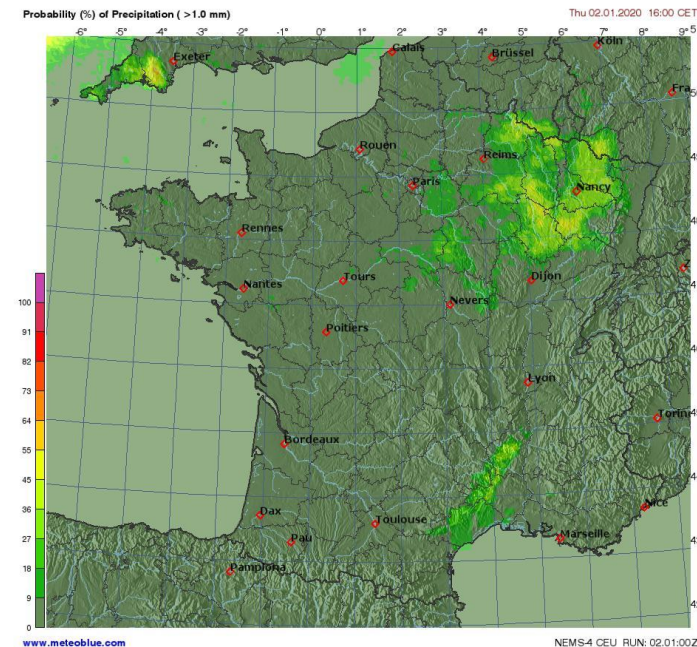 Probability (%) of Precipitation ( >1.0 mm)
Thu 02.01.2020 16:00 CET
-6° -5° -4° -3° -2° -1° 0° 1° 2° 3° 4° 5° 6° 7° 8° 9°
Exeter
Calais
Brüssel
Köln
Fra
Rouen
Reims
Paris
Nancy
Rennes
Nantes
Tours
Dijon
Nevers
Z
100
91
82
73
64
55
45
36
27
18
9
0
Poitiers
Lyon
Torin
Bordeaux
Dax
Toulouse
Pau
Pamplona
Marseille
Nice
www.meteoblue.com
NEMS-4 CEU RUN: 02.01:00Z